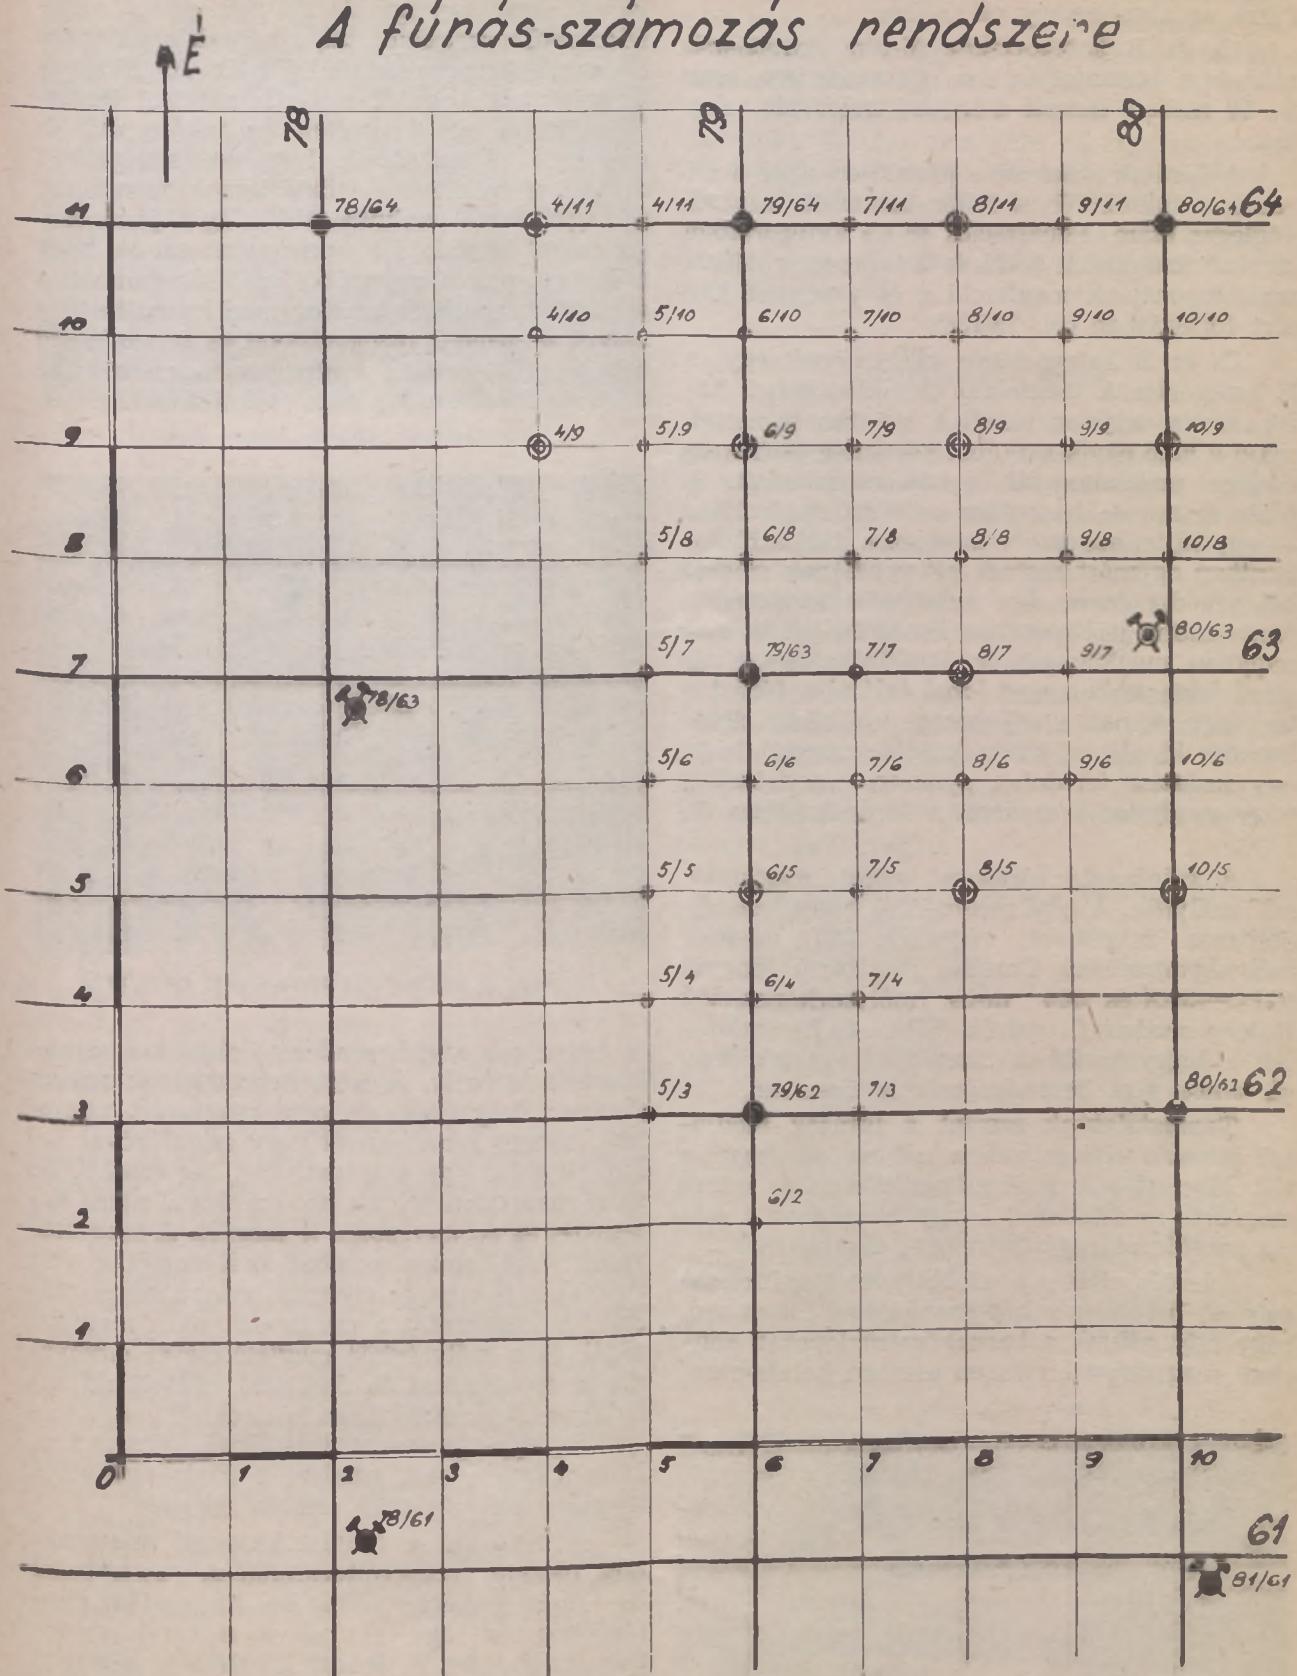 A fúrás-számozás rendszere
É
78 79 80
11 78/64 4/11 4/11 79/64 7/11 8/11 9/11 80/64 64
10 4/10 5/10 6/10 7/10 8/10 9/10 10/10
9 4/9 5/9 6/9 7/9 8/9 9/9 10/9
8 5/8 6/8 7/8 8/8 9/8 10/8
80/63 63
7 5/7 79/63 7/7 8/7 9/7
78/63
6 5/6 6/6 7/6 8/6 9/6 10/6
5 5/5 6/5 7/5 8/5 10/5
4 5/4 6/4 7/4
3 5/3 79/62 7/3 80/62 62
2 6/2
1
0 1 2 3 4 5 6 7 8 9 10
78/61 61
81/61